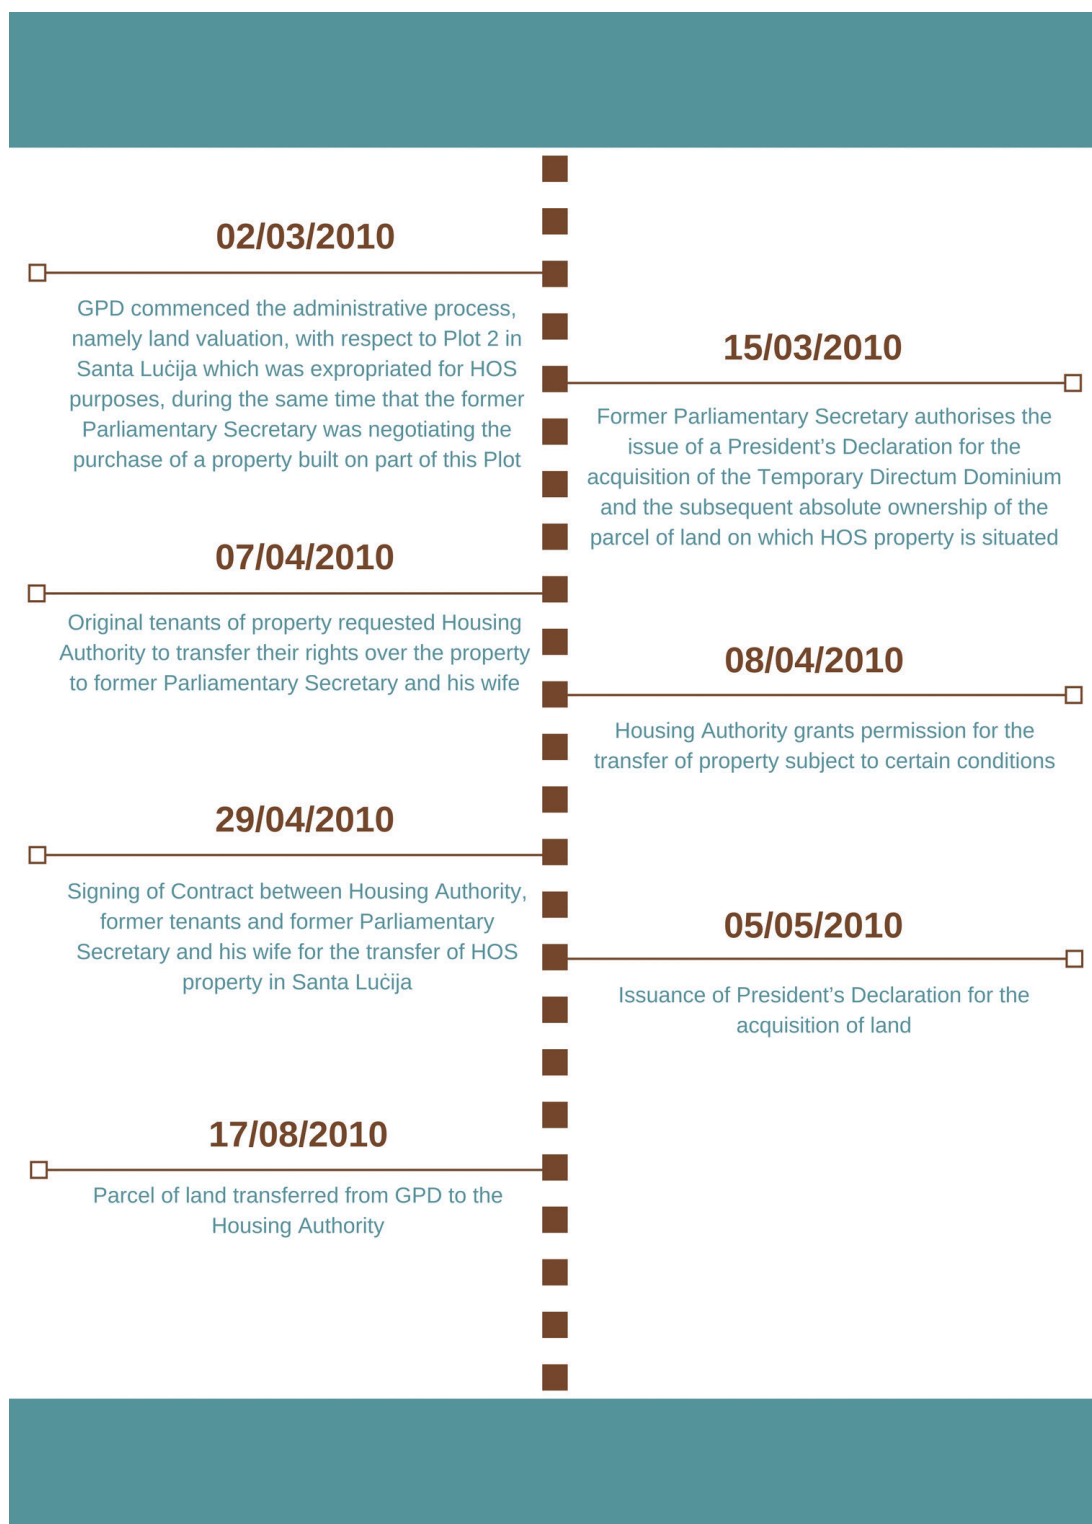 02/03/2010
GPD commenced the administrative process,
namely land valuation, with respect to Plot 2 in
Santa Luċija which was expropriated for HOS
purposes, during the same time that the former
Parliamentary Secretary was negotiating the
purchase of a property built on part of this Plot
15/03/2010
Former Parliamentary Secretary authorises the
issue of a President’s Declaration for the
acquisition of the Temporary Directum Dominium
and the subsequent absolute ownership of the
parcel of land on which HOS property is situated
07/04/2010
Original tenants of property requested Housing
Authority to transfer their rights over the property
to former Parliamentary Secretary and his wife
08/04/2010
Housing Authority grants permission for the
transfer of property subject to certain conditions
29/04/2010
Signing of Contract between Housing Authority,
former tenants and former Parliamentary
Secretary and his wife for the transfer of HOS
property in Santa Luċija
05/05/2010
Issuance of President’s Declaration for the
acquisition of land
17/08/2010
Parcel of land transferred from GPD to the
Housing Authority